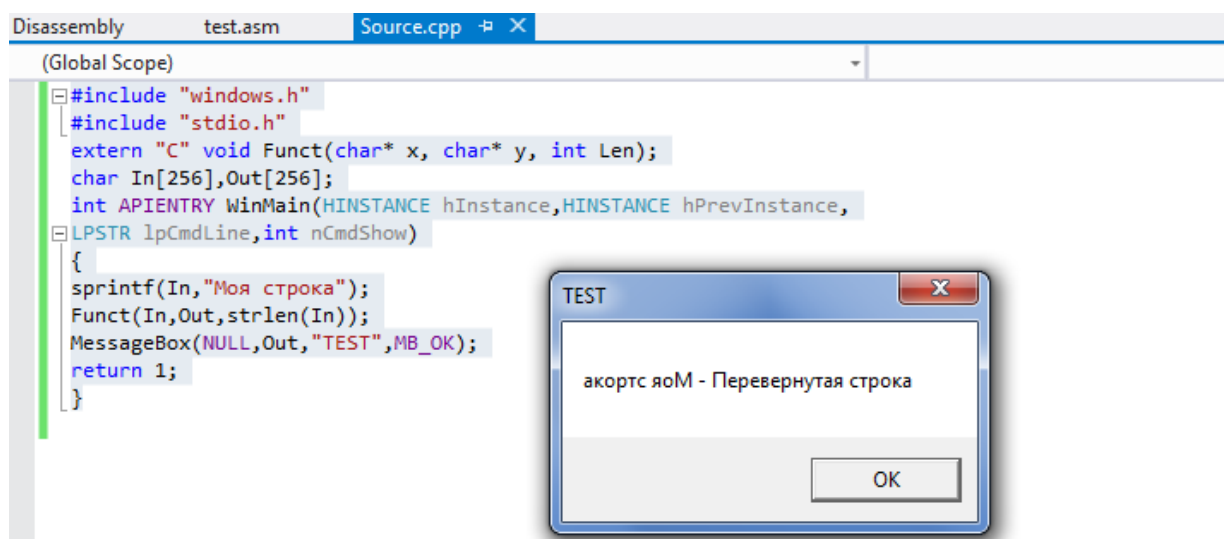 Disassembly test.asm Source.cpp
(Global Scope)
#include "windows.h"
#include "stdio.h"
extern "C" void Funct(char* x, char* y, int Len);
char In[256],Out[256];
int APIENTRY WinMain(HINSTANCE hInstance,HINSTANCE hPrevInstance,
LPSTR lpCmdLine,int nCmdShow)
{
sprintf(In,"Моя строка");
Funct(In,Out,strlen(In));
MessageBox(NULL,Out,"TEST",MB_OK);
return 1;
}
TEST
акортс яоМ - Перевернутая строка
OK